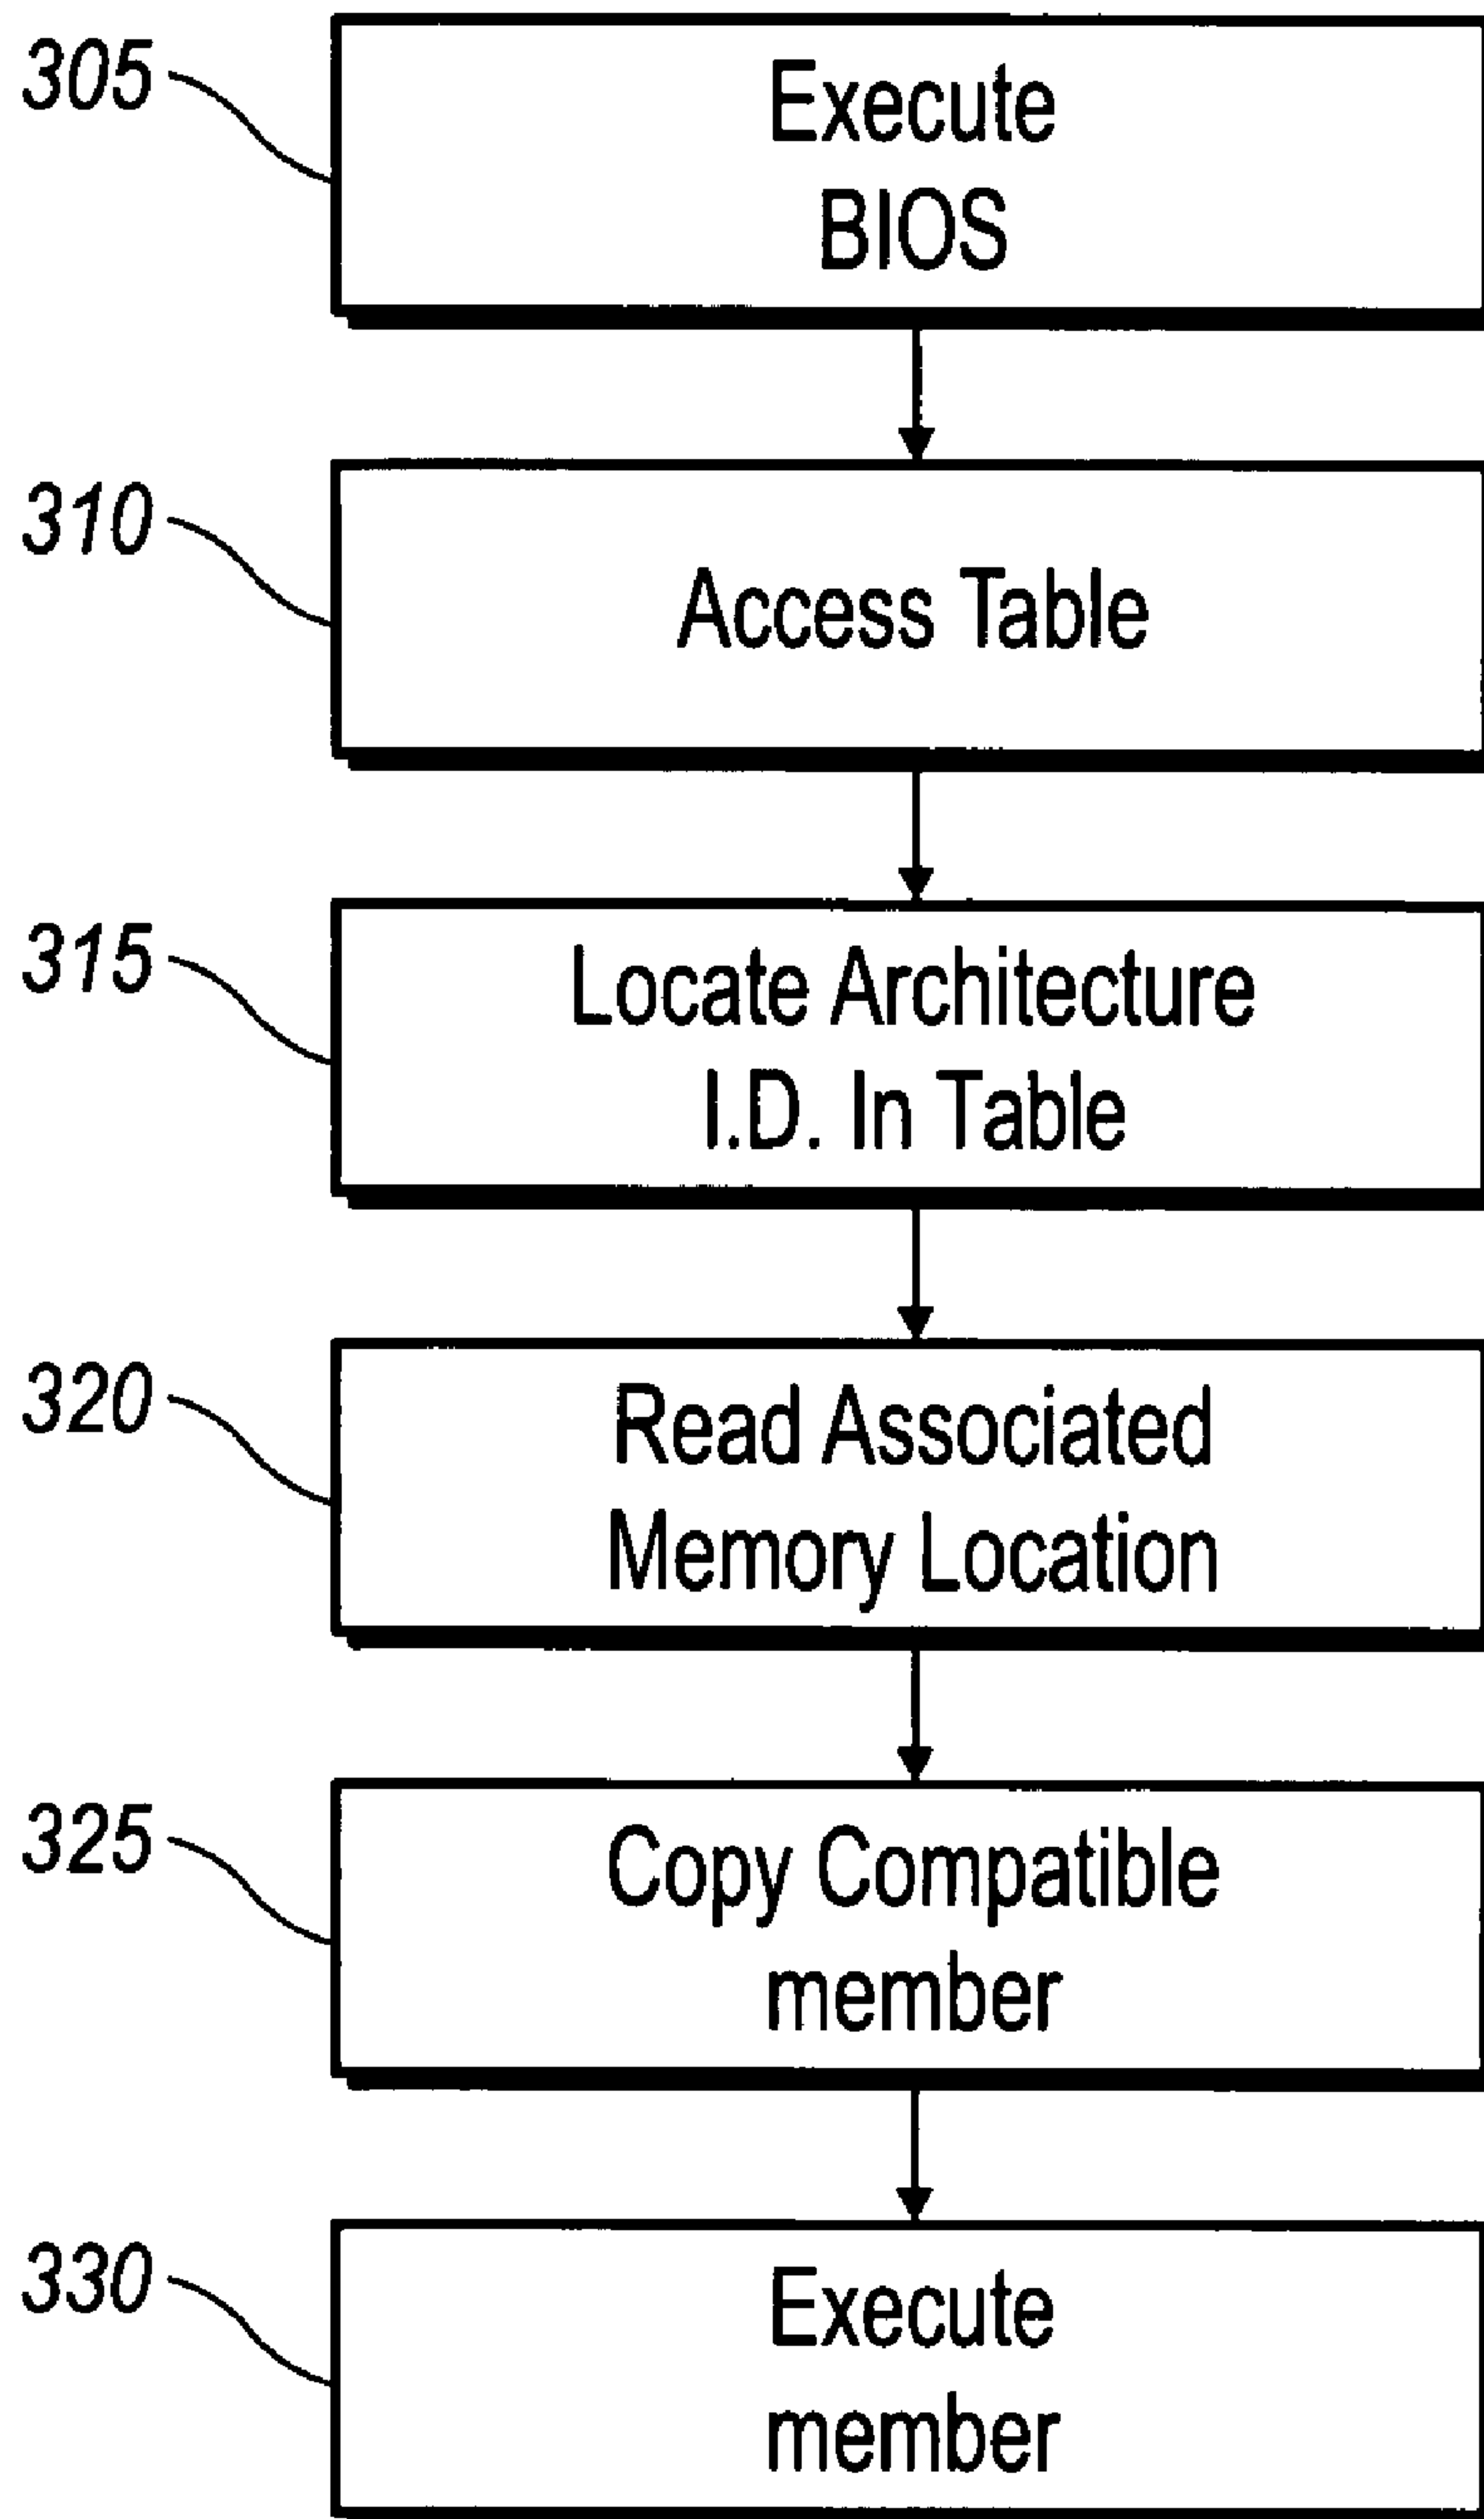 305
Execute
BIOS
310
Access Table
315
Locate Architecture
I.D. In Table
320
Read Associated
Memory Location
325
Copy Compatible
member
330
Execute
member